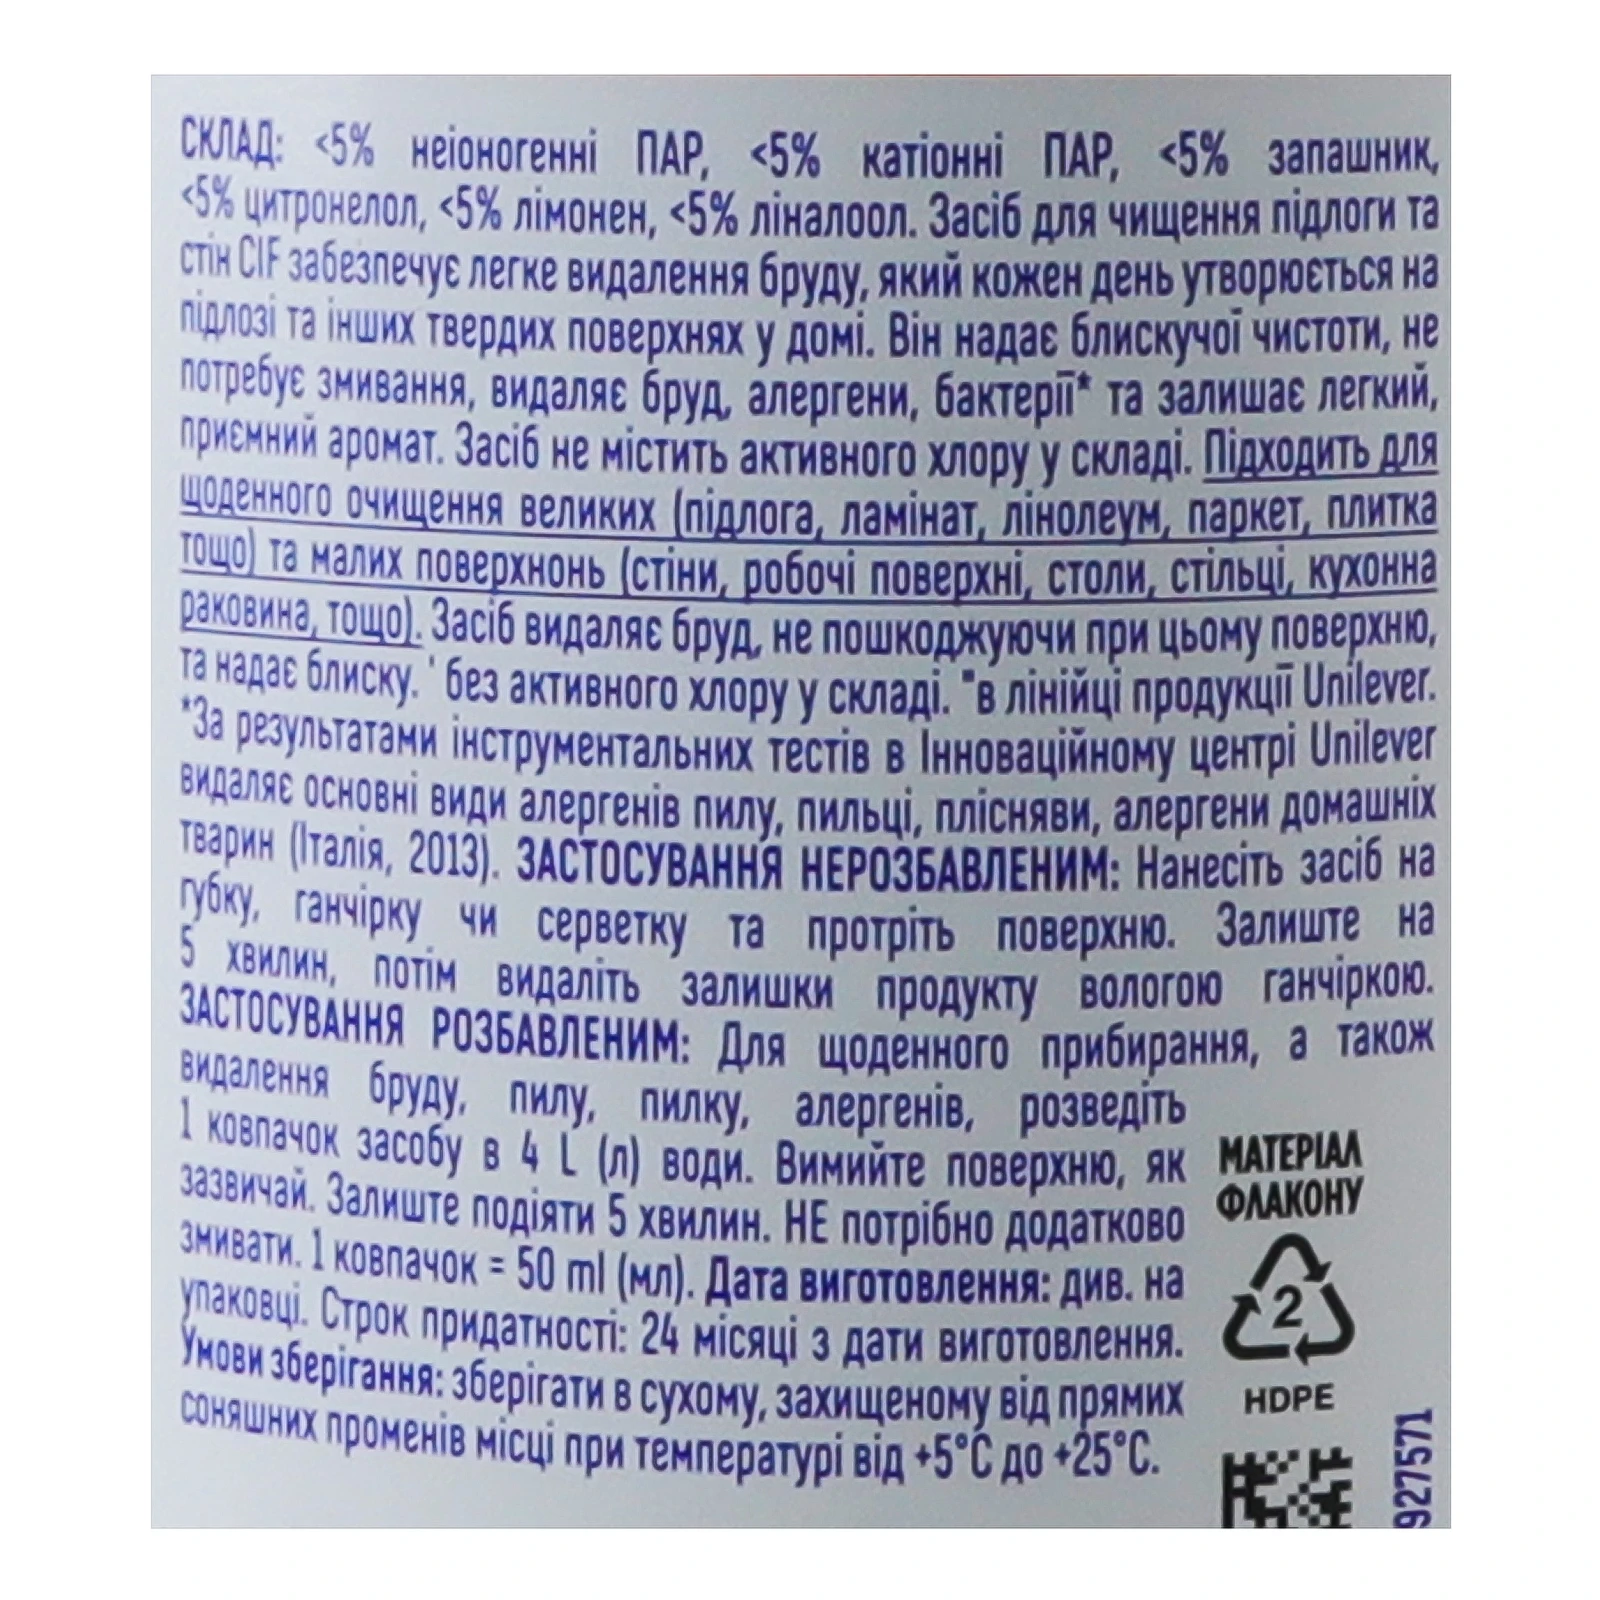 СКЛАД: <5% неіоногенні ПАР, <5% катіонні ПАР, <5% запашник,
<5% цитронелол, <5% лімонен, <5% ліналоол. Засіб для чищення підлоги та
стін CIF забезпечує легке видалення бруду, який кожен день утворюється на
підлозі та інших твердих поверхнях у домі. Він надає блискучої чистоти, не
потребує змивання, видаляє бруд, алергени, бактерії* та залишає легкий,
приємний аромат. Засіб не містить активного хлору у складі. Підходить для
щоденного очищення великих (підлога, ламінат, лінолеум, паркет, плитка
тощо) та малих поверхнонь (стіни, робочі поверхні, столи, стільці, кухонна
раковина, тощо). Засіб видаляє бруд, не пошкоджуючи при цьому поверхню,
та надає блиску. ' без активного хлору у складі. "в лінійці продукції Unilever.
*За результатами інструментальних тестів в Інноваційному центрі Unilever
видаляє основні види алергенів пилу, пильці, плісняви, алергени домашніх
тварин (Італія, 2013). ЗАСТОСУВАННЯ НЕРОЗБАВЛЕНИМ: Нанесіть засіб на
губку, ганчірку чи серветку та протріть поверхню. Залиште на
5 хвилин, потім видаліть залишки продукту вологою ганчіркою.
ЗАСТОСУВАННЯ РОЗБАВЛЕНИМ: Для щоденного прибирання, а також
видалення бруду, пилу, пилку, алергенів, розведіть
1 ковпачок засобу в 4 L (л) води. Вимийте поверхню, як
зазвичай. Залиште подіяти 5 хвилин. НЕ потрібно додатково
змивати. 1 ковпачок = 50 ml (мл). Дата виготовлення: див. на
упаковці. Строк придатності: 24 місяці з дати виготовлення.
Умови зберігання: зберігати в сухому, захищеному від прямих
соняшних променів місці при температурі від +5°C до +25°C.
МАТЕРІАЛ
ФЛАКОНУ
2
HDPE
927571